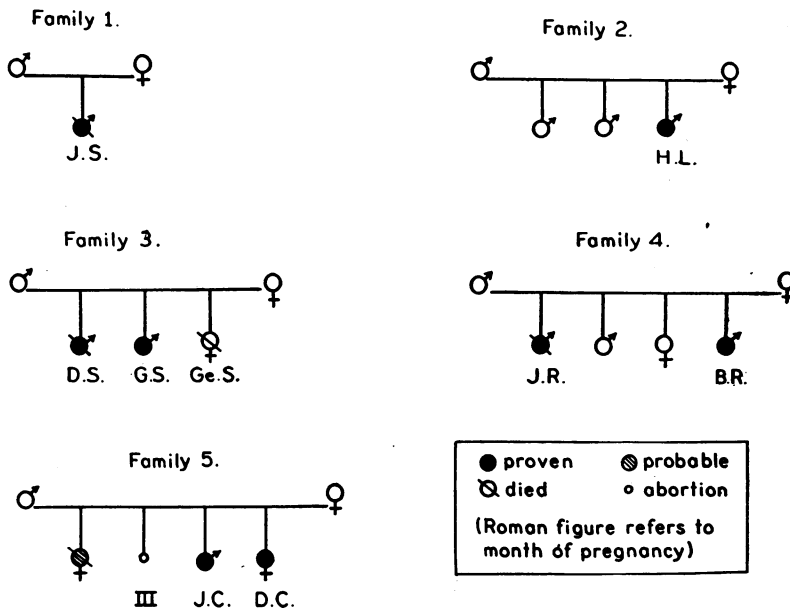 Family 1.
Family 2.
J.S.
H.L.
Family 3.
Family 4.
D.S. G.S. Ge.S.
J.R. B.R.
Family 5.
proven probable
died abortion
(Roman figure refers to
month of pregnancy)
III J.C. D.C.